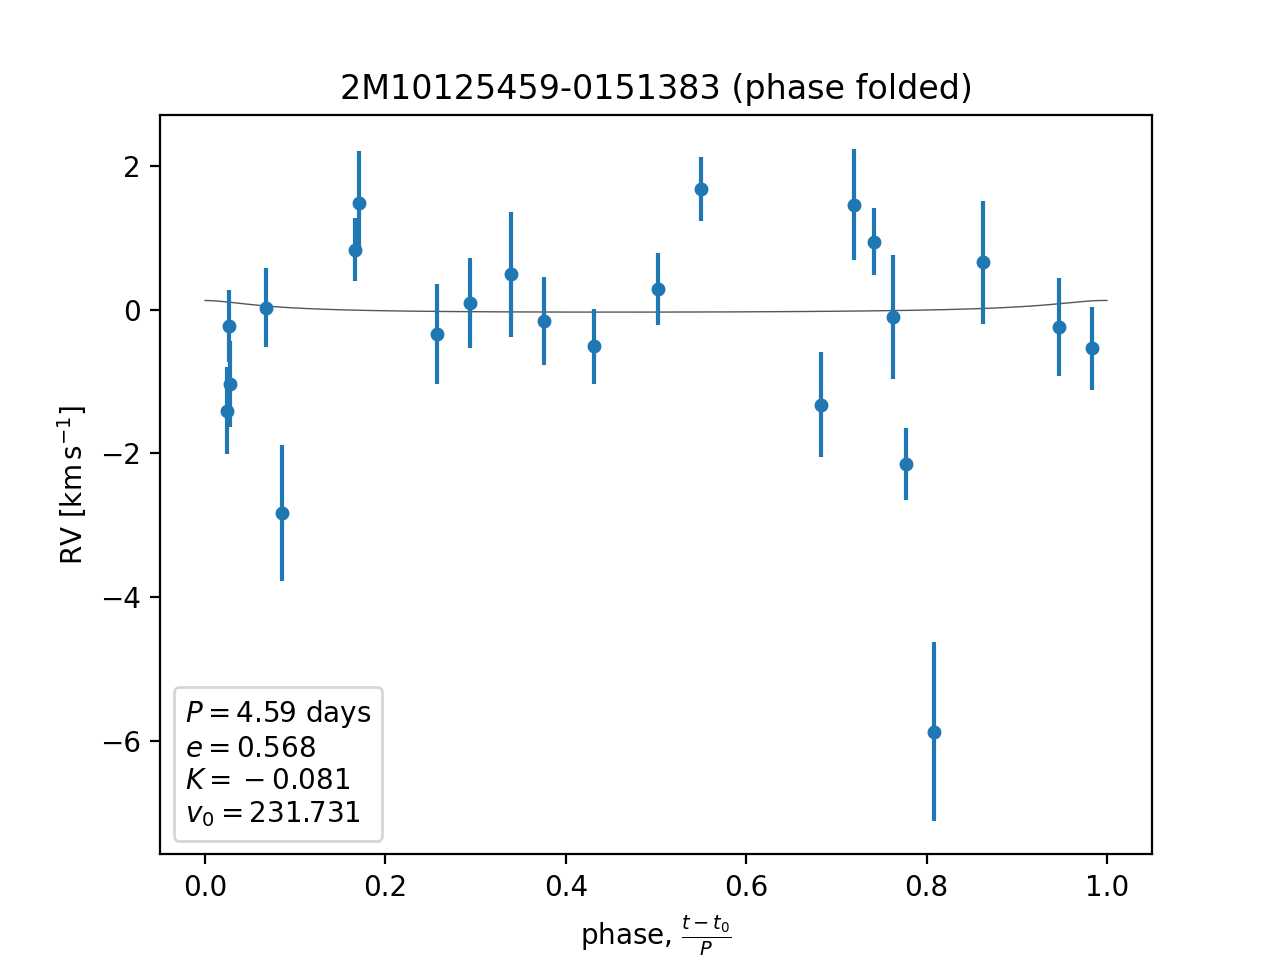 2M10125459-0151383 (phase folded)
2
0
−2
−4
−6
RV [km s⁻¹]
P = 4.59 days
e = 0.568
K = −0.081
v₀ = 231.731
0.0 0.2 0.4 0.6 0.8 1.0
phase, (t − t₀)/P